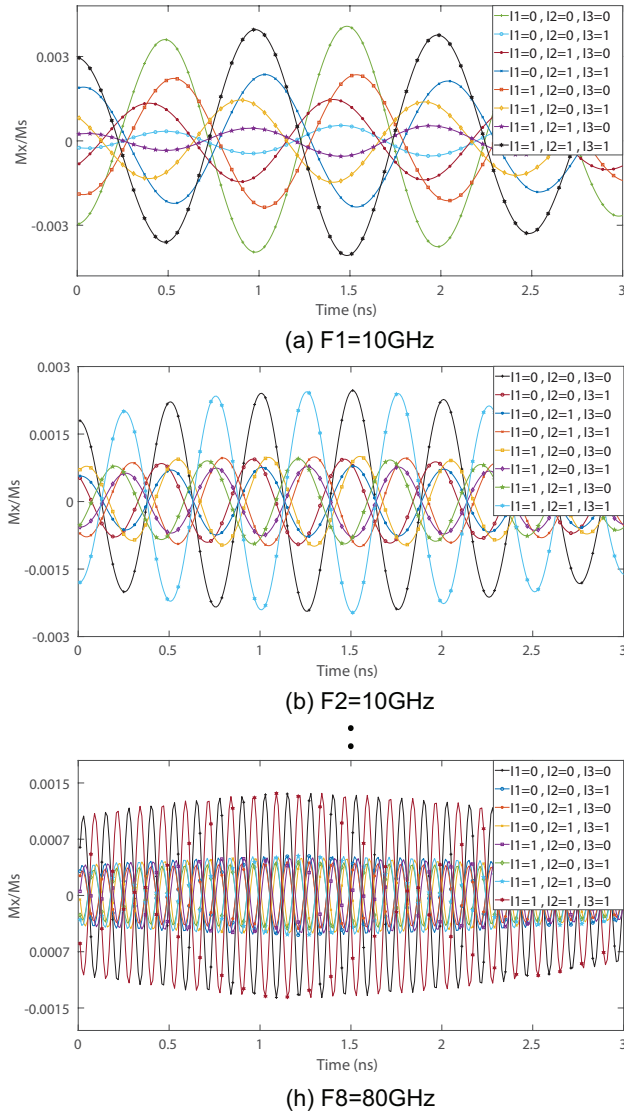 0.003
0
-0.003
Mx/Ms
I1=0 , I2=0 , I3=0
I1=0 , I2=0 , I3=1
I1=0 , I2=1 , I3=0
I1=0 , I2=1 , I3=1
I1=1 , I2=0 , I3=0
I1=1 , I2=0 , I3=1
I1=1 , I2=1 , I3=0
I1=1 , I2=1 , I3=1
0 0.5 1 1.5 2 2.5 3
Time (ns)
(a) F1=10GHz
0.003
0.0015
0
-0.0015
-0.003
Mx/Ms
I1=0 , I2=0 , I3=0
I1=0 , I2=0 , I3=1
I1=0 , I2=1 , I3=0
I1=0 , I2=1 , I3=1
I1=1 , I2=0 , I3=0
I1=1 , I2=0 , I3=1
I1=1 , I2=1 , I3=0
I1=1 , I2=1 , I3=1
0 0.5 1 1.5 2 2.5 3
Time (ns)
(b) F2=10GHz
0.0015
0.0007
0
-0.0007
-0.0015
Mx/Ms
I1=0 , I2=0 , I3=0
I1=0 , I2=0 , I3=1
I1=0 , I2=1 , I3=0
I1=0 , I2=1 , I3=1
I1=1 , I2=0 , I3=0
I1=1 , I2=0 , I3=1
I1=1 , I2=1 , I3=0
I1=1 , I2=1 , I3=1
0 0.5 1 1.5 2 2.5 3
Time (ns)
(h) F8=80GHz